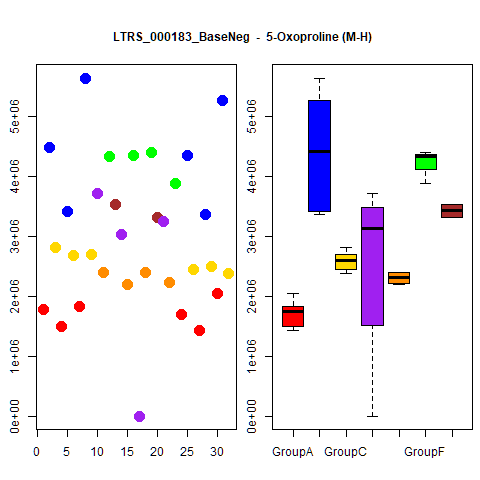 LTRS_000183_BaseNeg - 5-Oxoproline (M-H)
0e+00 1e+06 2e+06 3e+06 4e+06 5e+06
0 5 10 15 20 25 30
0e+00 1e+06 2e+06 3e+06 4e+06 5e+06
GroupA GroupC GroupF